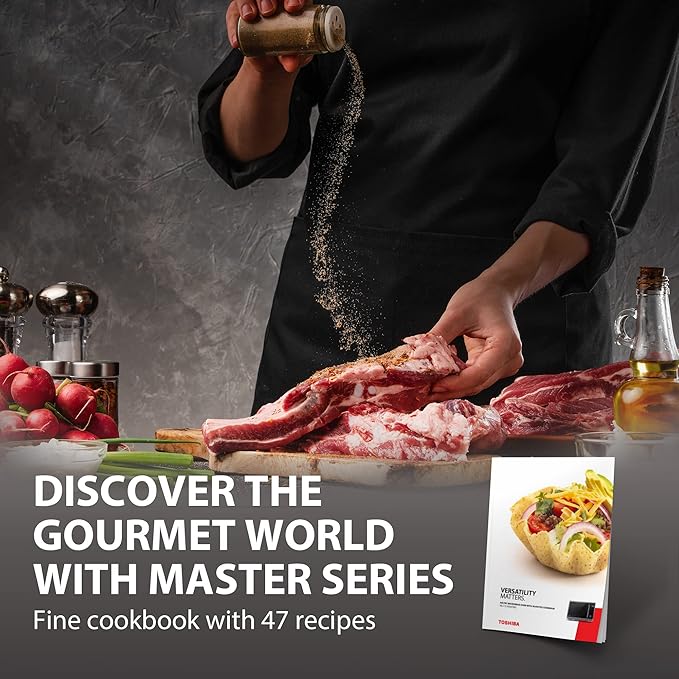 DISCOVER THE
GOURMET WORLD
WITH MASTER SERIES
Fine cookbook with 47 recipes
VERSATILITY
MATTERS.
TOSHIBA